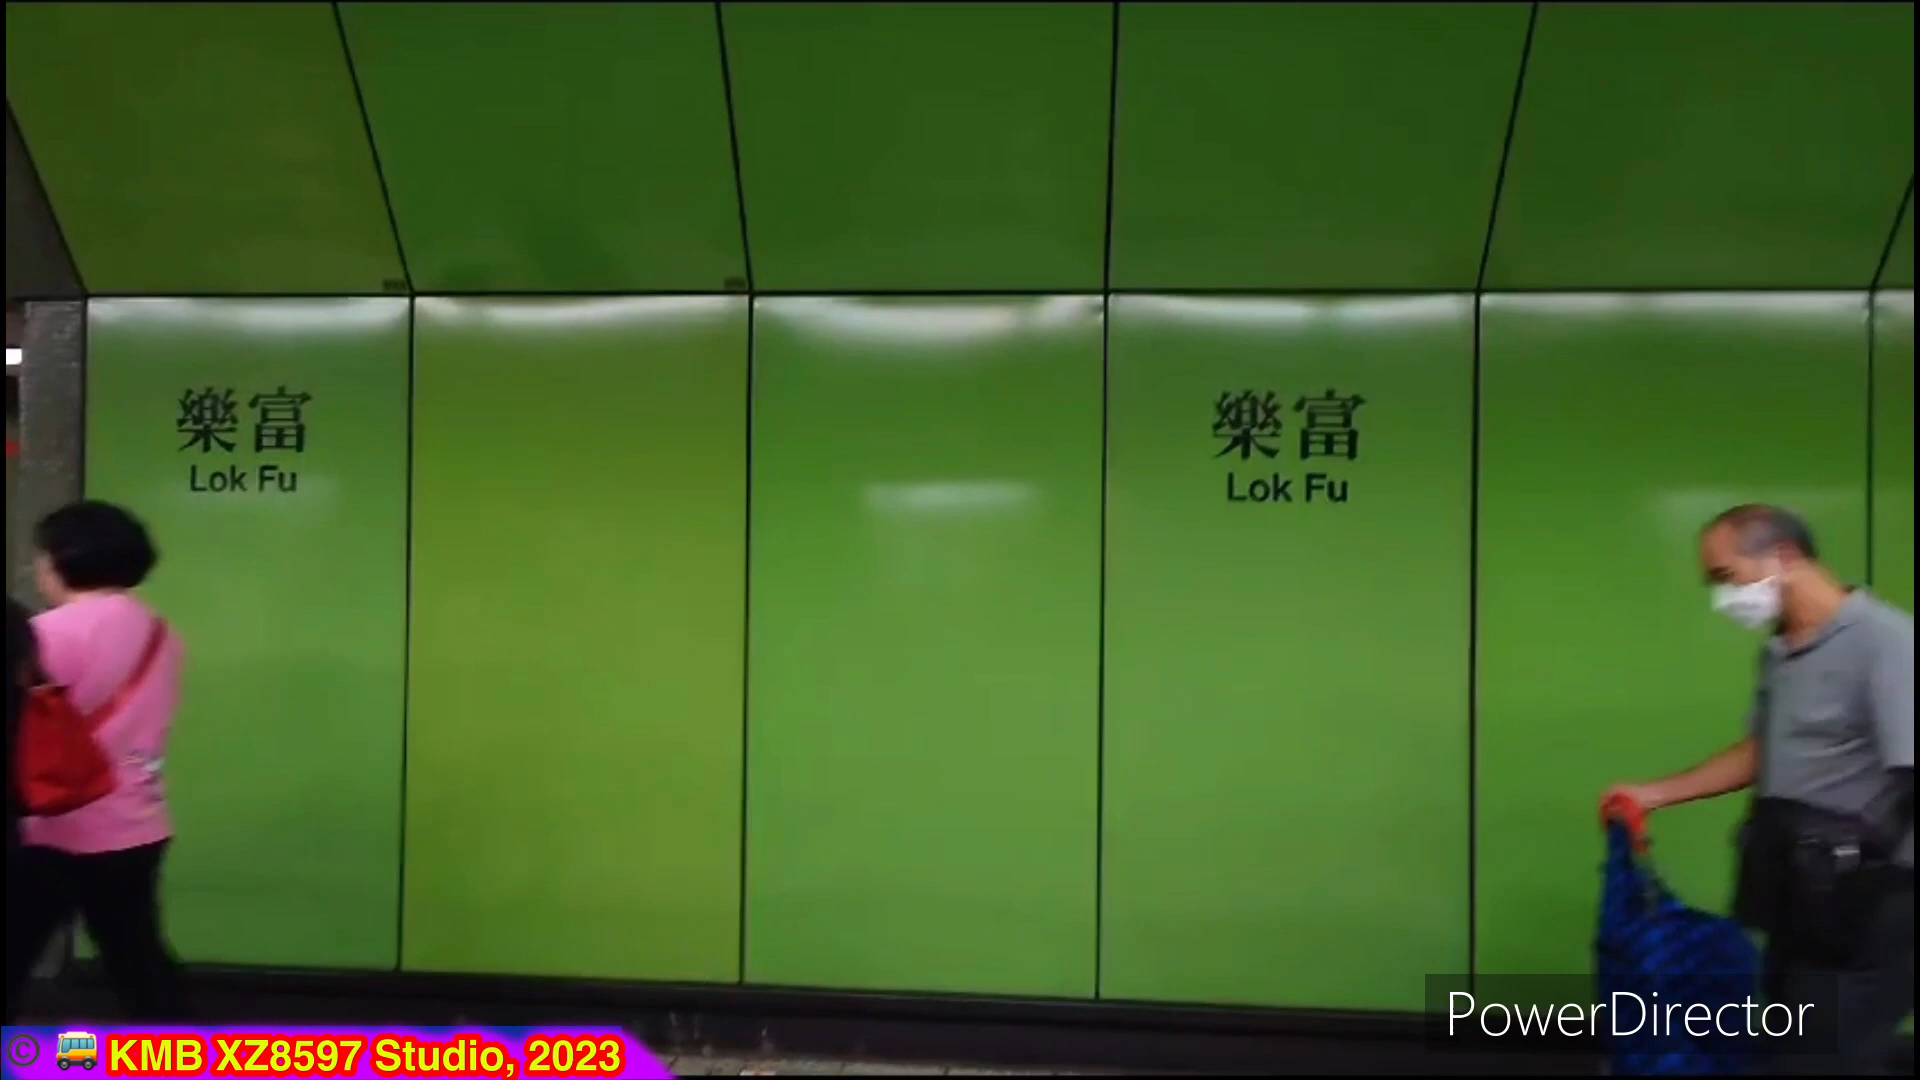 樂富
Lok Fu
樂富
Lok Fu
PowerDirector
© 🚌 KMB XZ8597 Studio, 2023